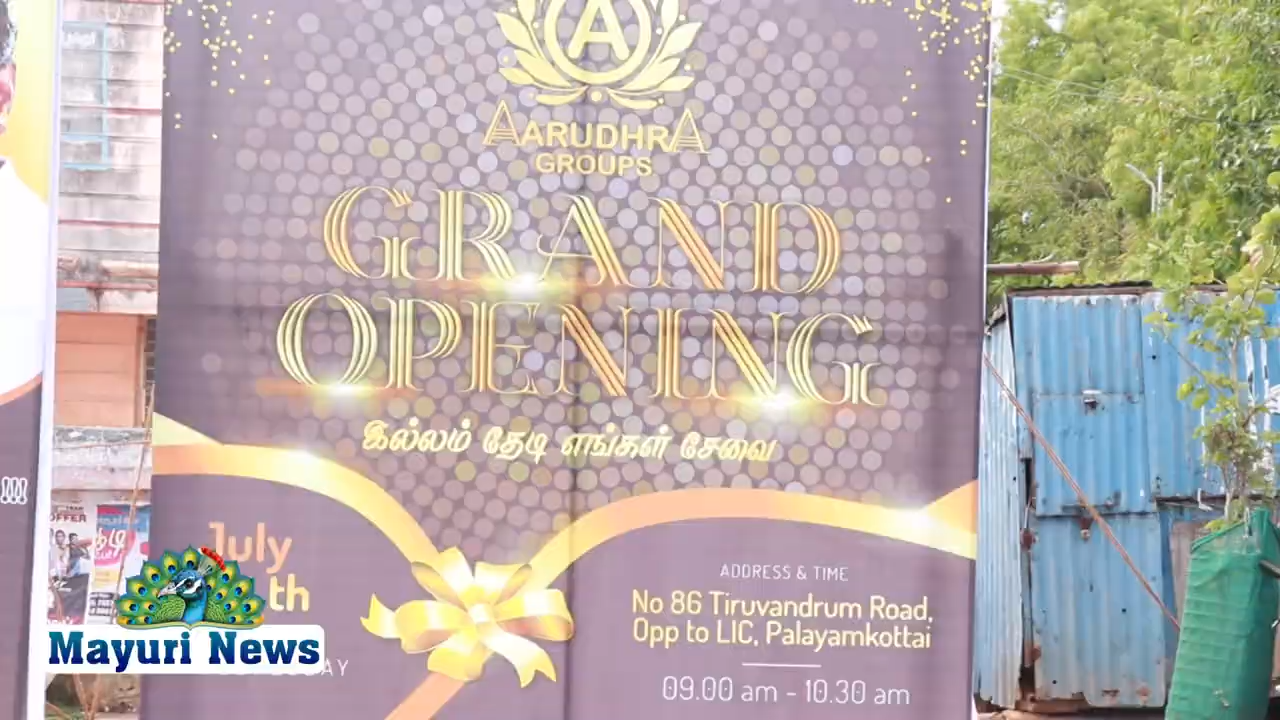 A
AARUDHRA
GROUPS
GRAND
OPENING
இல்லம் தேடி எங்கள் சேவை
July
th
ADDRESS & TIME
No 86 Tiruvandrum Road,
Opp to LIC, Palayamkottai
09.00 am - 10.30 am
OFFER
Mayuri News